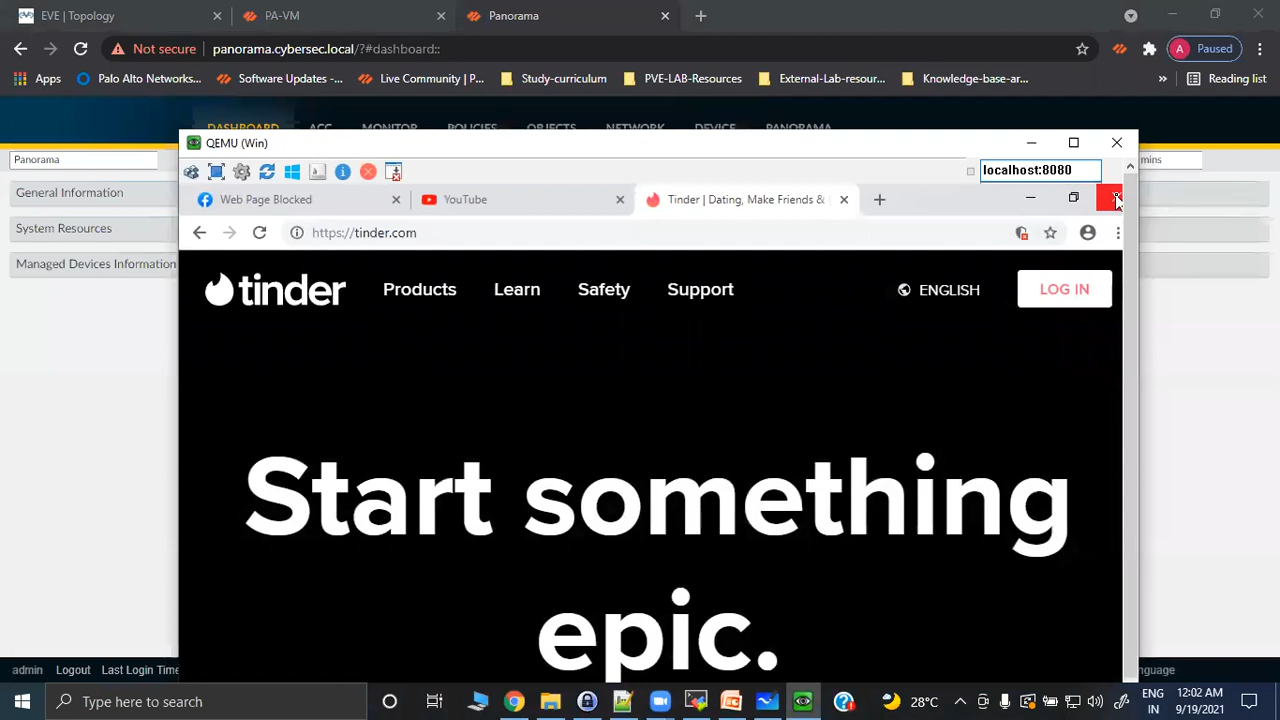 EVE | Topology
PA-VM
Panorama
Not secure
panorama.cybersec.local/?#dashboard::
Paused
Apps
Palo Alto Networks...
Software Updates -...
Live Community | P...
Study-curriculum
PVE-LAB-Resources
External-Lab-resour...
Knowledge-base-ar...
»
Reading list
DASHBOARD
ACC
MONITOR
POLICIES
OBJECTS
NETWORK
DEVICE
PANORAMA
QEMU (Win)
Panorama
mins
localhost:8080
General Information
Web Page Blocked
YouTube
Tinder | Dating, Make Friends &
System Resources
https://tinder.com
Managed Devices Information
tinder
Products
Learn
Safety
Support
ENGLISH
LOG IN
Start something
epic.
admin
Logout
Last Login Time
nguage
Type here to search
28°C
ENG
IN
12:02 AM
9/19/2021